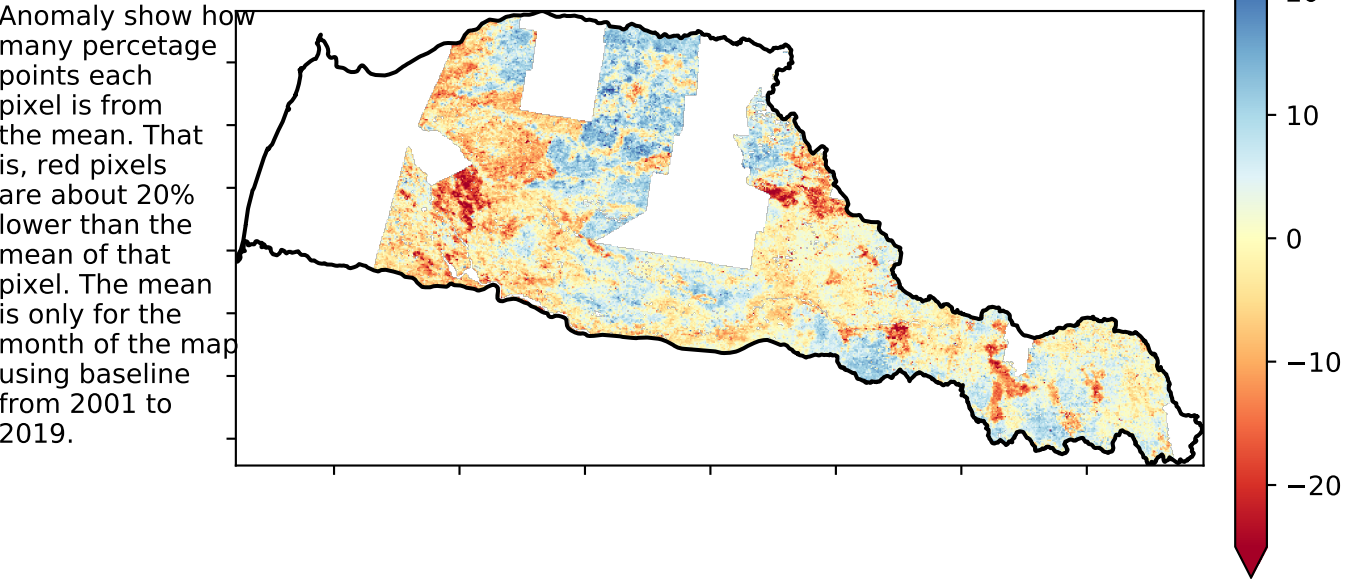 Anomaly show how
many percetage
points each
pixel is from
the mean. That
is, red pixels
are about 20%
lower than the
mean of that
pixel. The mean
is only for the
month of the map
using baseline
from 2001 to
2019.
10
0
−10
−20